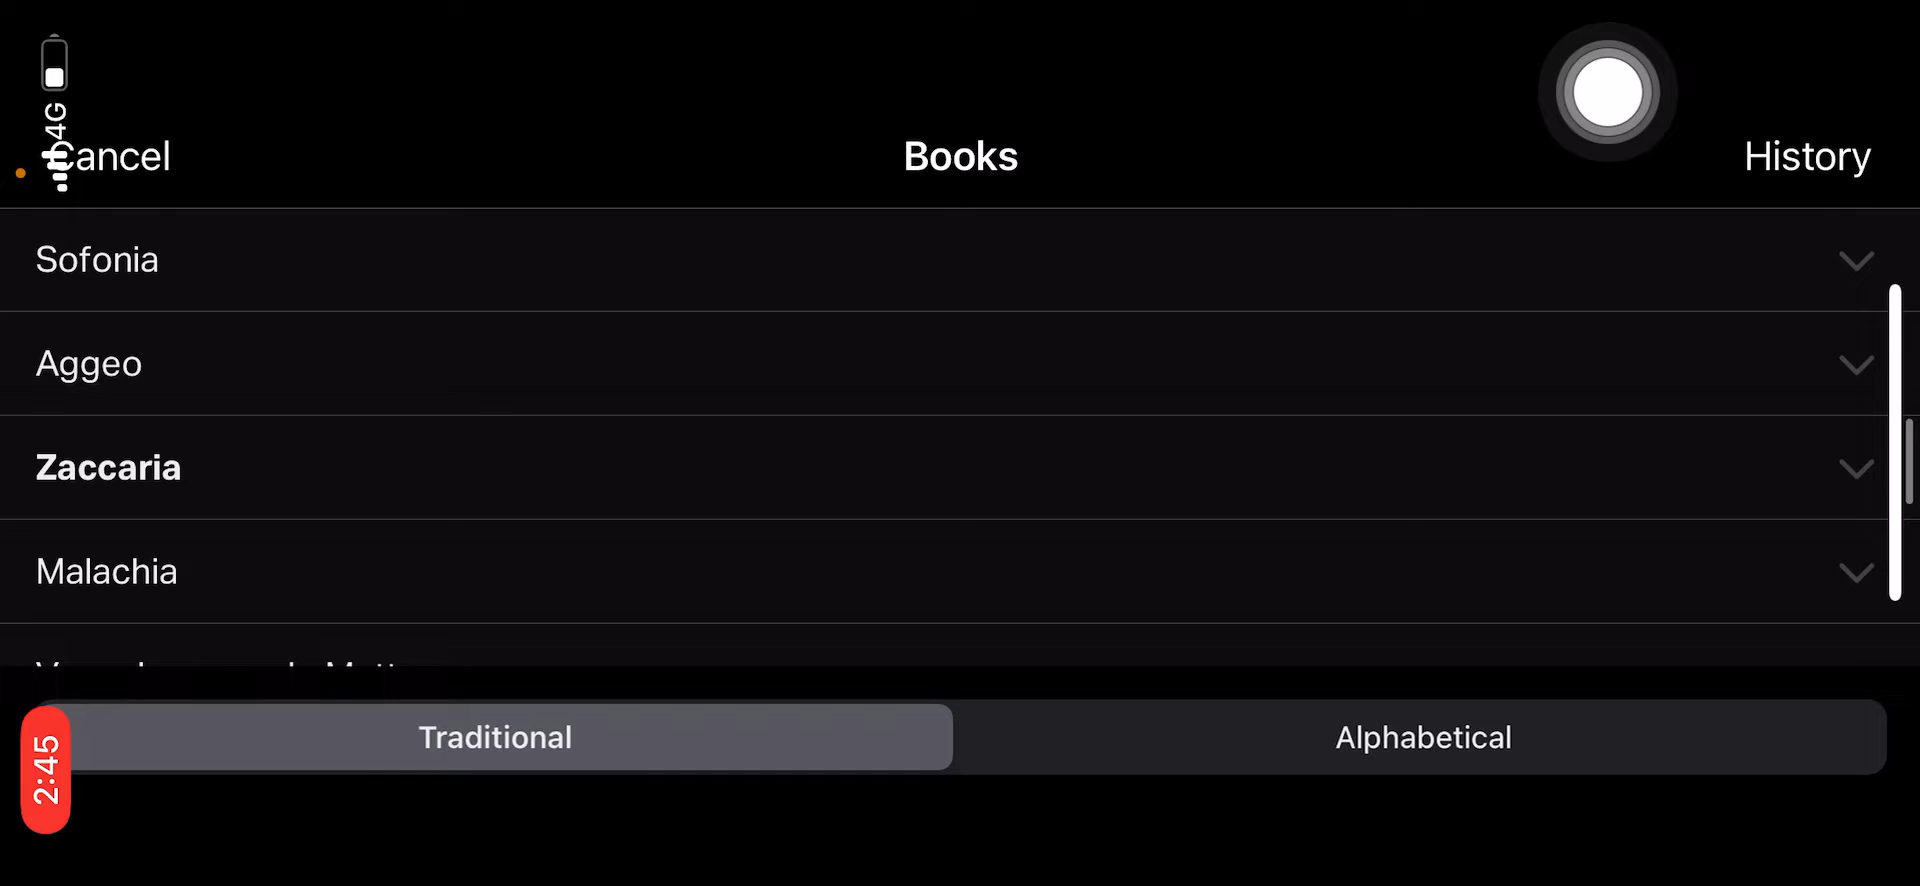 4G
Cancel
Books
History
Sofonia
Aggeo
Zaccaria
Malachia
Traditional
Alphabetical
2:45